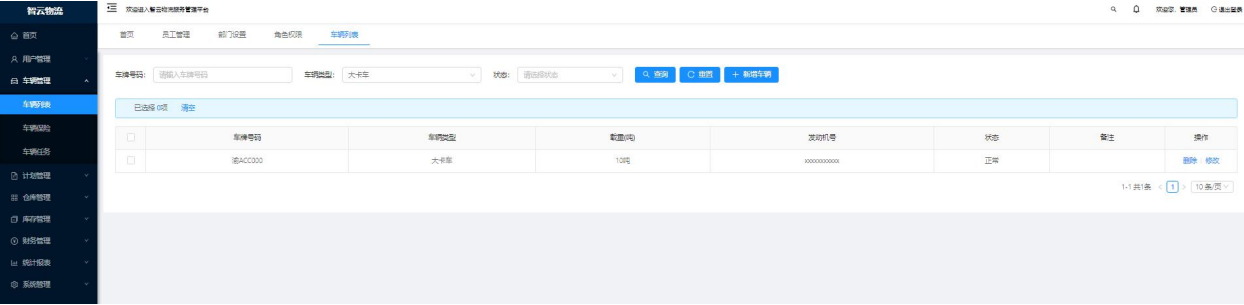 智云物流
欢迎进入智云物流服务管理平台
欢迎您，管理员 退出登录
首页
用户管理
车辆管理
车辆列表
车辆保险
车辆任务
计划管理
仓库管理
库存管理
财务管理
统计报表
系统管理
首页 员工管理 部门设置 角色权限 车辆列表
车牌号码: 请输入车牌号码 车辆类型: 大卡车 状态: 请选择状态 查询 重置 + 新增车辆
已选择 0项 清空
车牌号码 车辆类型 载重(吨) 发动机号 状态 备注 操作
渝ACC000 大卡车 10吨 xxxxxxxxxxx 正常 删除 修改
1-1 共1条 < 1 > 10 条/页